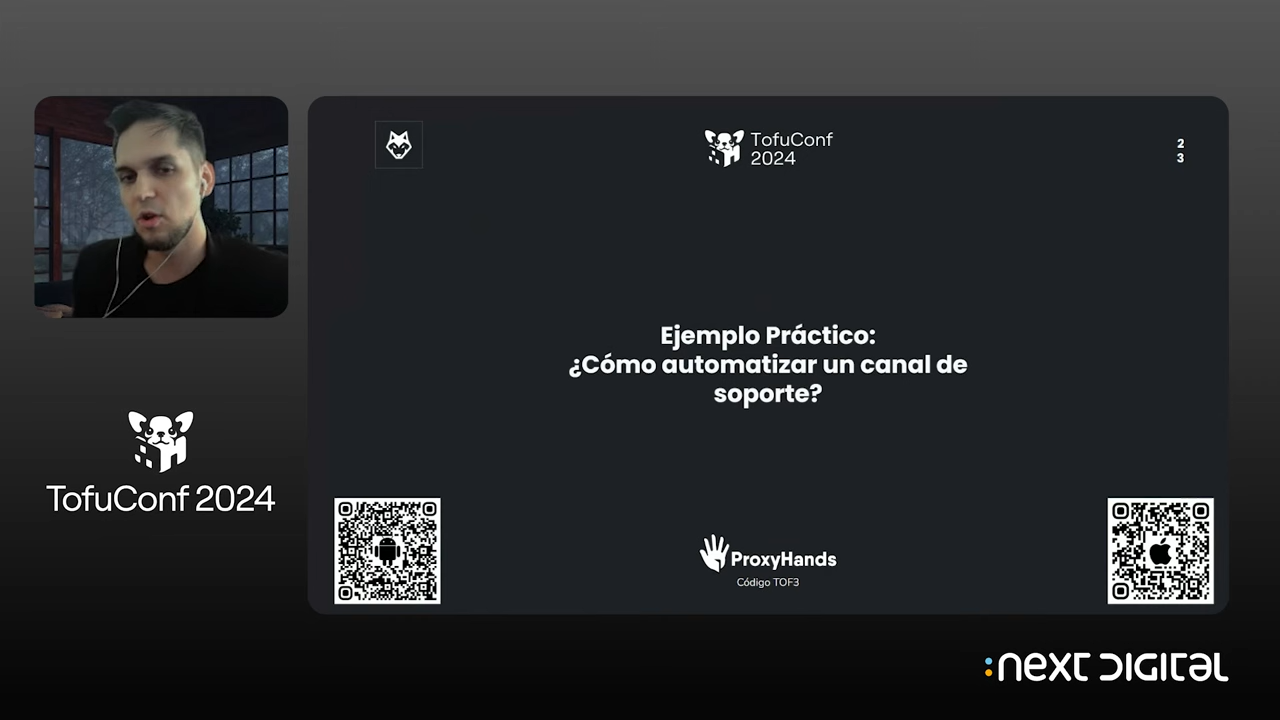 TofuConf
2024
2
3
Ejemplo Práctico:
¿Cómo automatizar un canal de
soporte?
TofuConf 2024
ProxyHands
Código TOF3
:NEXT DIGITAL